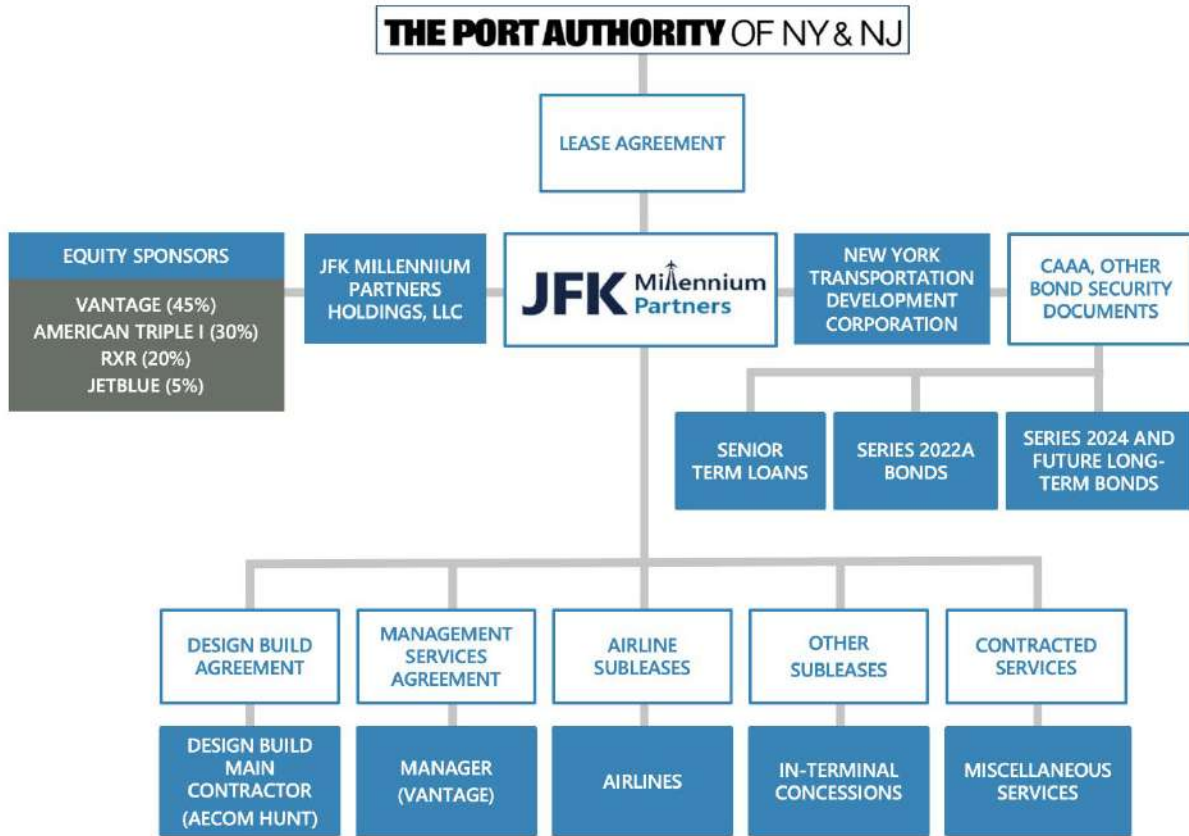 THE PORT AUTHORITY OF NY & NJ
LEASE AGREEMENT
EQUITY SPONSORS
VANTAGE (45%)
AMERICAN TRIPLE I (30%)
RXR (20%)
JETBLUE (5%)
JFK MILLENNIUM
PARTNERS
HOLDINGS, LLC
JFK Millennium
Partners
NEW YORK
TRANSPORTATION
DEVELOPMENT
CORPORATION
CAAA, OTHER
BOND SECURITY
DOCUMENTS
SENIOR
TERM LOANS
SERIES 2022A
BONDS
SERIES 2024 AND
FUTURE LONG-
TERM BONDS
DESIGN BUILD
AGREEMENT
MANAGEMENT
SERVICES
AGREEMENT
AIRLINE
SUBLEASES
OTHER
SUBLEASES
CONTRACTED
SERVICES
DESIGN BUILD
MAIN
CONTRACTOR
(AECOM HUNT)
MANAGER
(VANTAGE)
AIRLINES
IN-TERMINAL
CONCESSIONS
MISCELLANEOUS
SERVICES